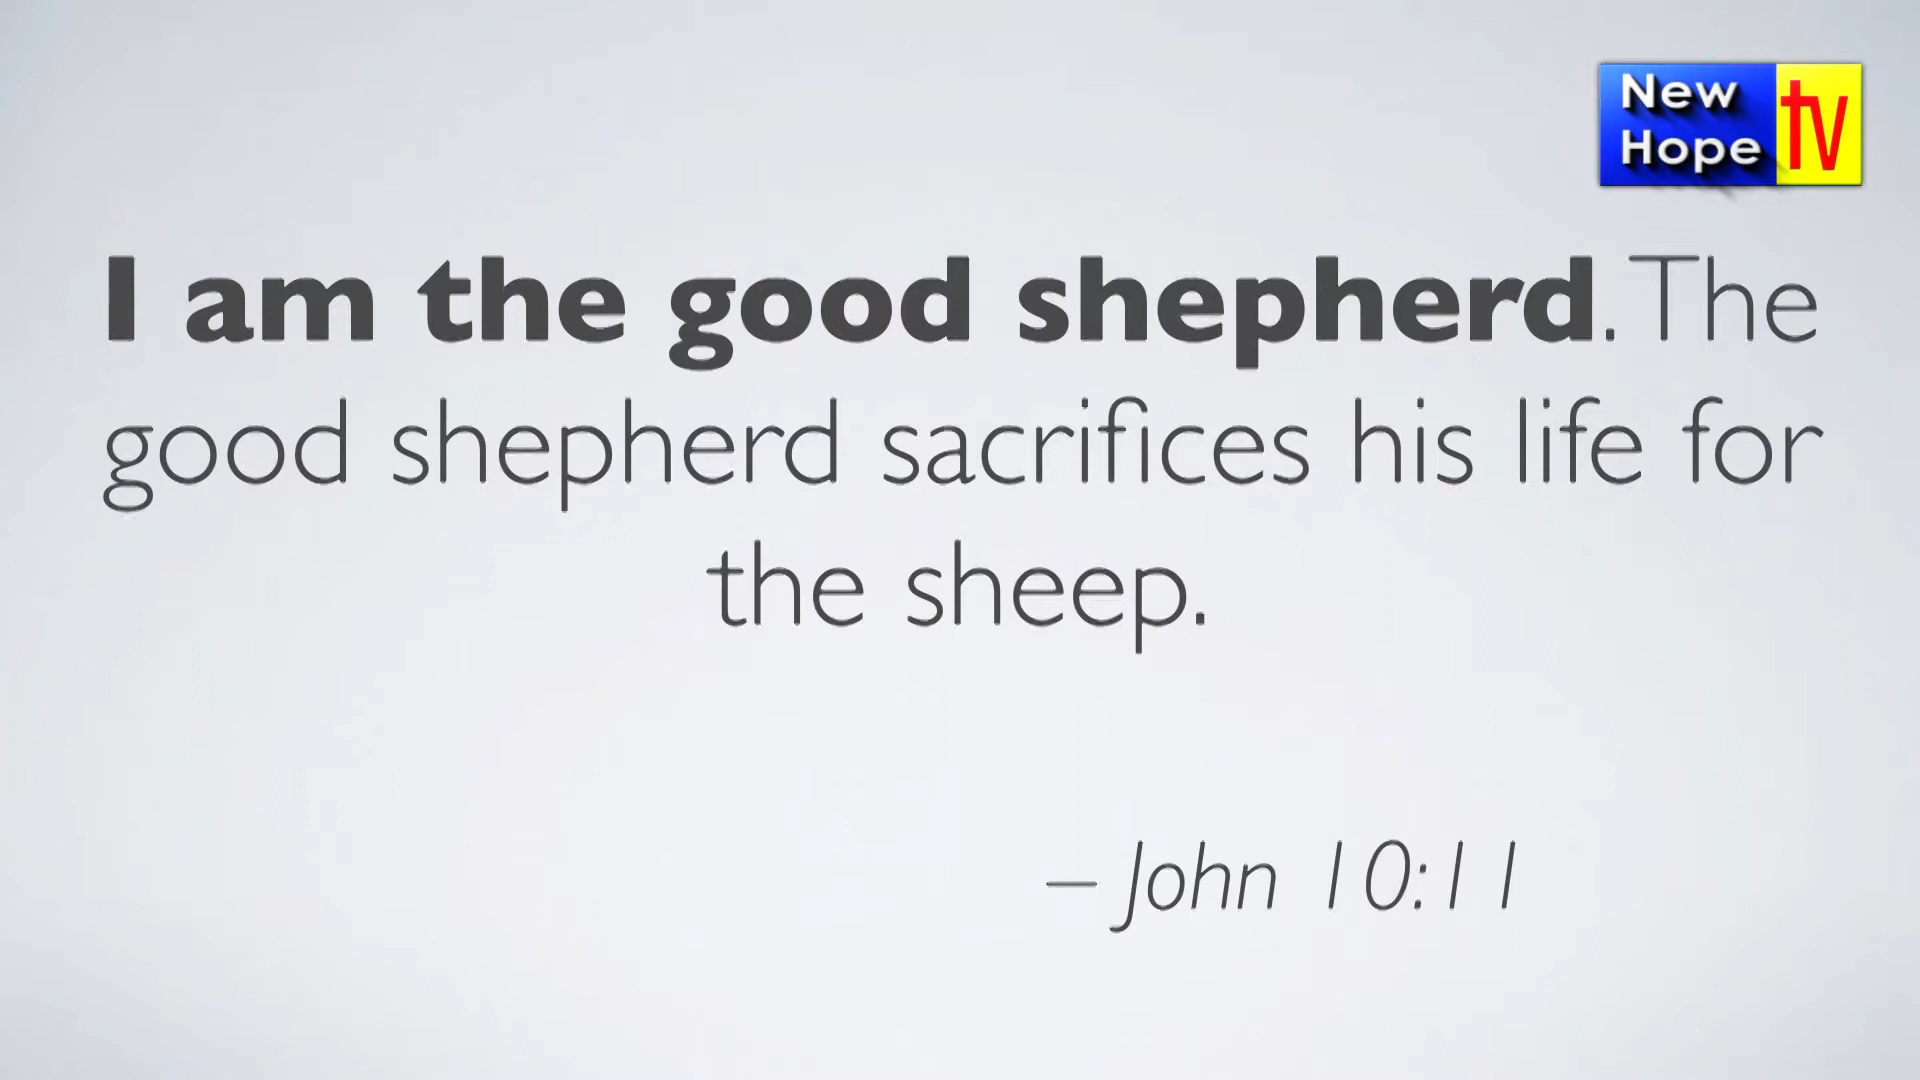 New
Hope
tv
I am the good shepherd. The
good shepherd sacrifices his life for
the sheep.
– John 10:11